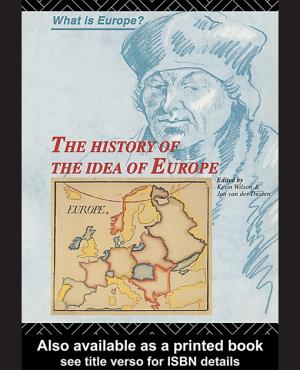 What is Europe?
THE HISTORY OF
THE IDEA OF EUROPE
Edited by
Kevin Wilson &
Jan van der Dussen
EUROPE.
Also available as a printed book
see title verso for ISBN details